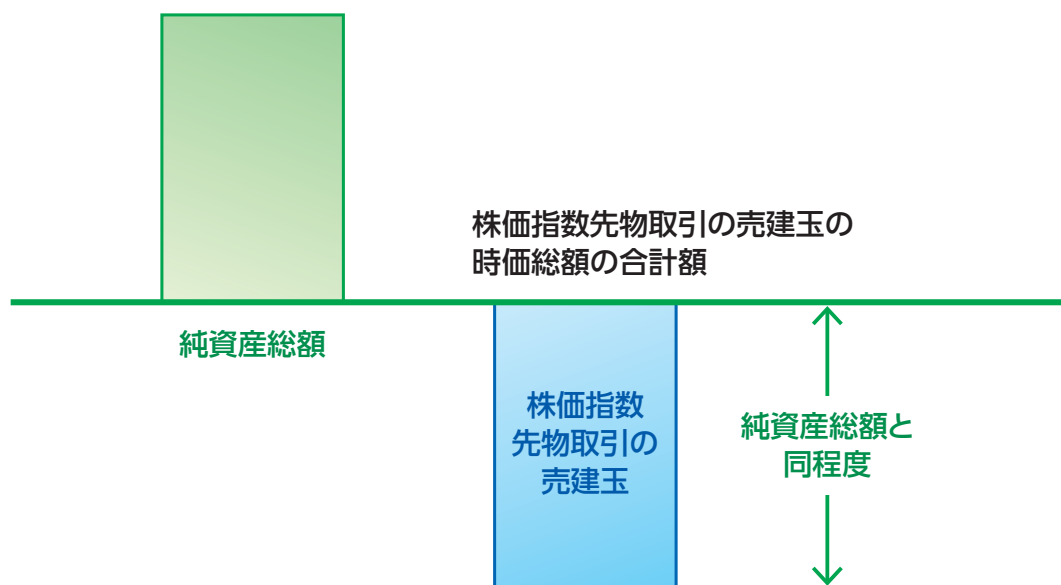 株価指数先物取引の売建玉の
時価総額の合計額
純資産総額
株価指数
先物取引の
売建玉
純資産総額と
同程度